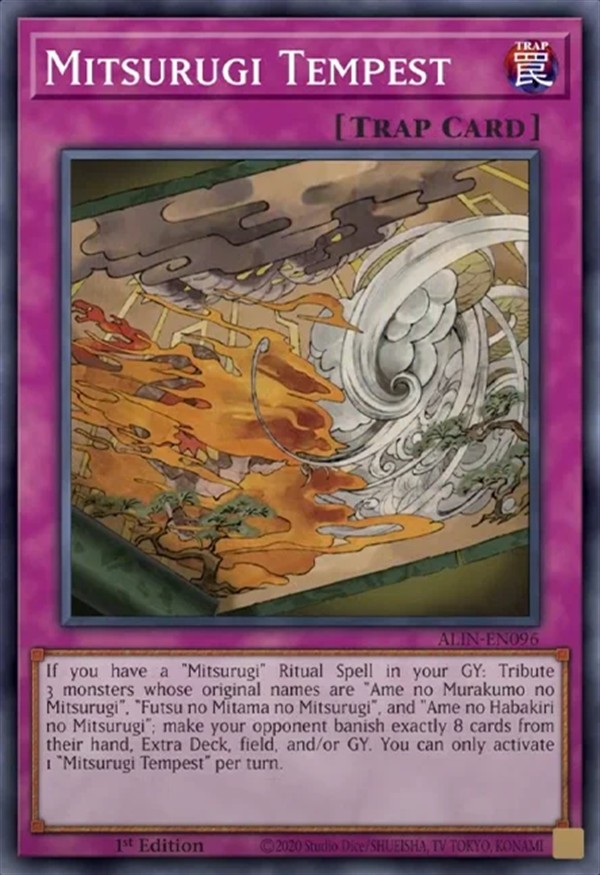 MITSURUGI TEMPEST
TRAP
罠
[TRAP CARD]
ALIN-EN096
If you have a "Mitsurugi" Ritual Spell in your GY: Tribute
3 monsters whose original names are "Ame no Murakumo no
Mitsurugi", "Futsu no Mitama no Mitsurugi", and "Ame no Habakiri
no Mitsurugi"; make your opponent banish exactly 8 cards from
their hand, Extra Deck, field, and/or GY. You can only activate
1 "Mitsurugi Tempest" per turn.
1st Edition
©2020 Studio Dice/SHUEISHA, TV TOKYO, KONAMI